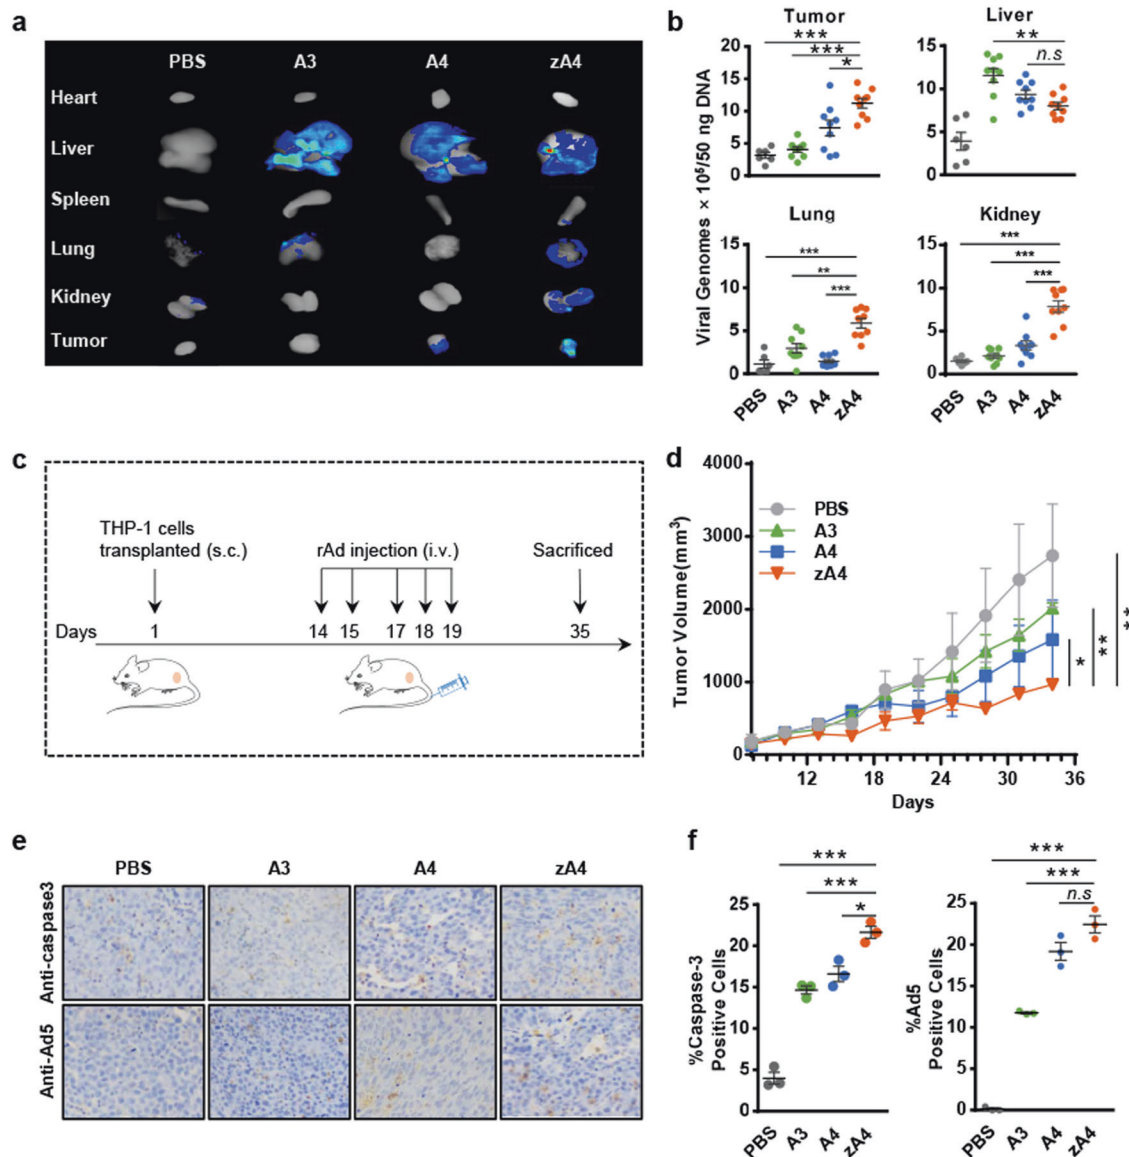 a
PBS A3 A4 zA4
Heart
Liver
Spleen
Lung
Kidney
Tumor
b
Viral Genomes × 10⁵/50 ng DNA
Tumor
***
***
*
20
15
10
5
0
Liver
**
n.s
15
10
5
0
Lung
***
**
***
15
10
5
0
PBS A3 A4 zA4
Kidney
***
***
***
15
10
5
0
PBS A3 A4 zA4
c
THP-1 cells
transplanted (s.c.)
rAd injection (i.v.)
Sacrificed
Days 1 14 15 17 18 19 35
d
Tumor Volume(mm³)
4000
3000
2000
1000
0
PBS
A3
A4
zA4
*
**
**
12 18 24 30 36
Days
e
PBS A3 A4 zA4
Anti-caspase3
Anti-Ad5
f
%Caspase-3
Positive Cells
***
***
*
25
20
15
10
5
0
PBS A3 A4 zA4
%Ad5
Positive Cells
***
***
n.s
25
20
15
10
5
0
PBS A3 A4 zA4